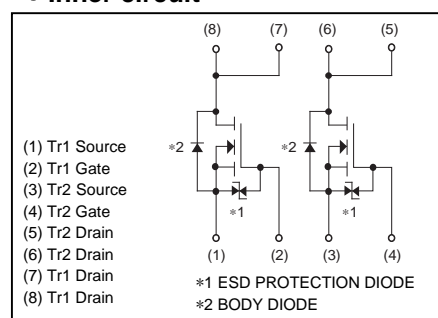 (8) (7) (6) (5)
(1) Tr1 Source
(2) Tr1 Gate
(3) Tr2 Source
(4) Tr2 Gate
(5) Tr2 Drain
(6) Tr2 Drain
(7) Tr1 Drain
(8) Tr1 Drain
∗2 ∗2
∗1 ∗1
(1) (2) (3) (4)
∗1 ESD PROTECTION DIODE
∗2 BODY DIODE